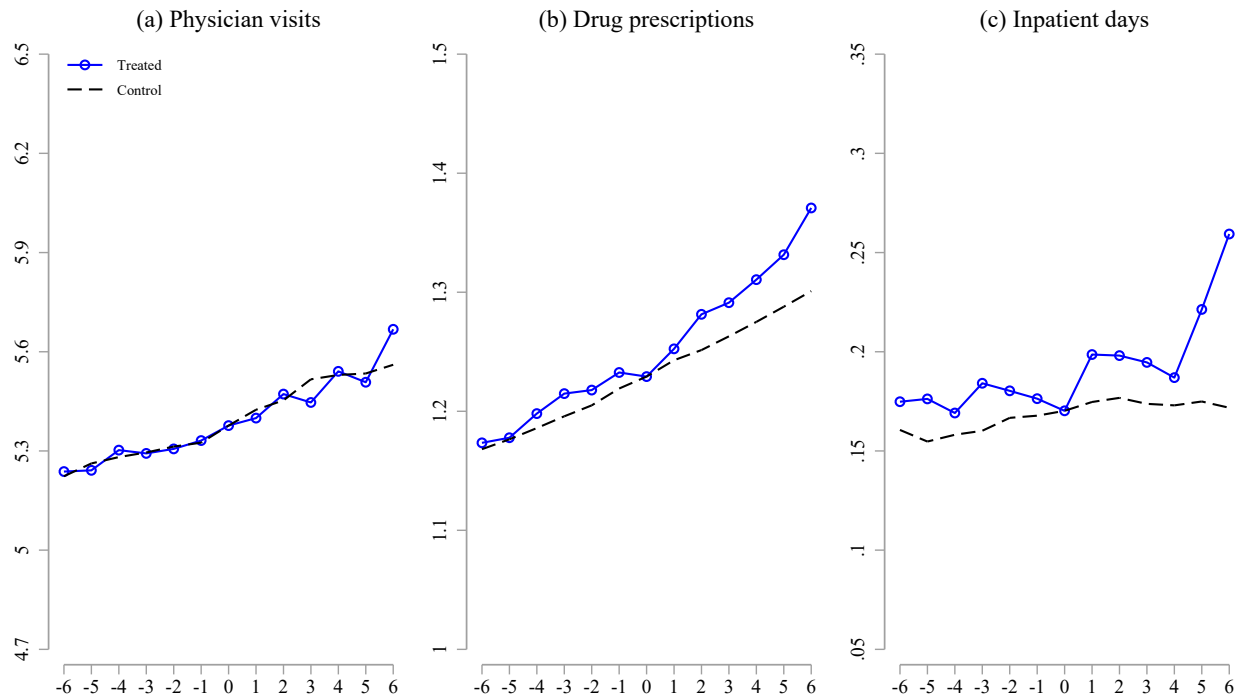 (a) Physician visits
6.5
6.2
5.9
5.6
5.3
5
4.7
Treated
Control
-6 -5 -4 -3 -2 -1 0 1 2 3 4 5 6
(b) Drug prescriptions
1.5
1.4
1.3
1.2
1.1
1
-6 -5 -4 -3 -2 -1 0 1 2 3 4 5 6
(c) Inpatient days
.35
.3
.25
.2
.15
.1
.05
-6 -5 -4 -3 -2 -1 0 1 2 3 4 5 6